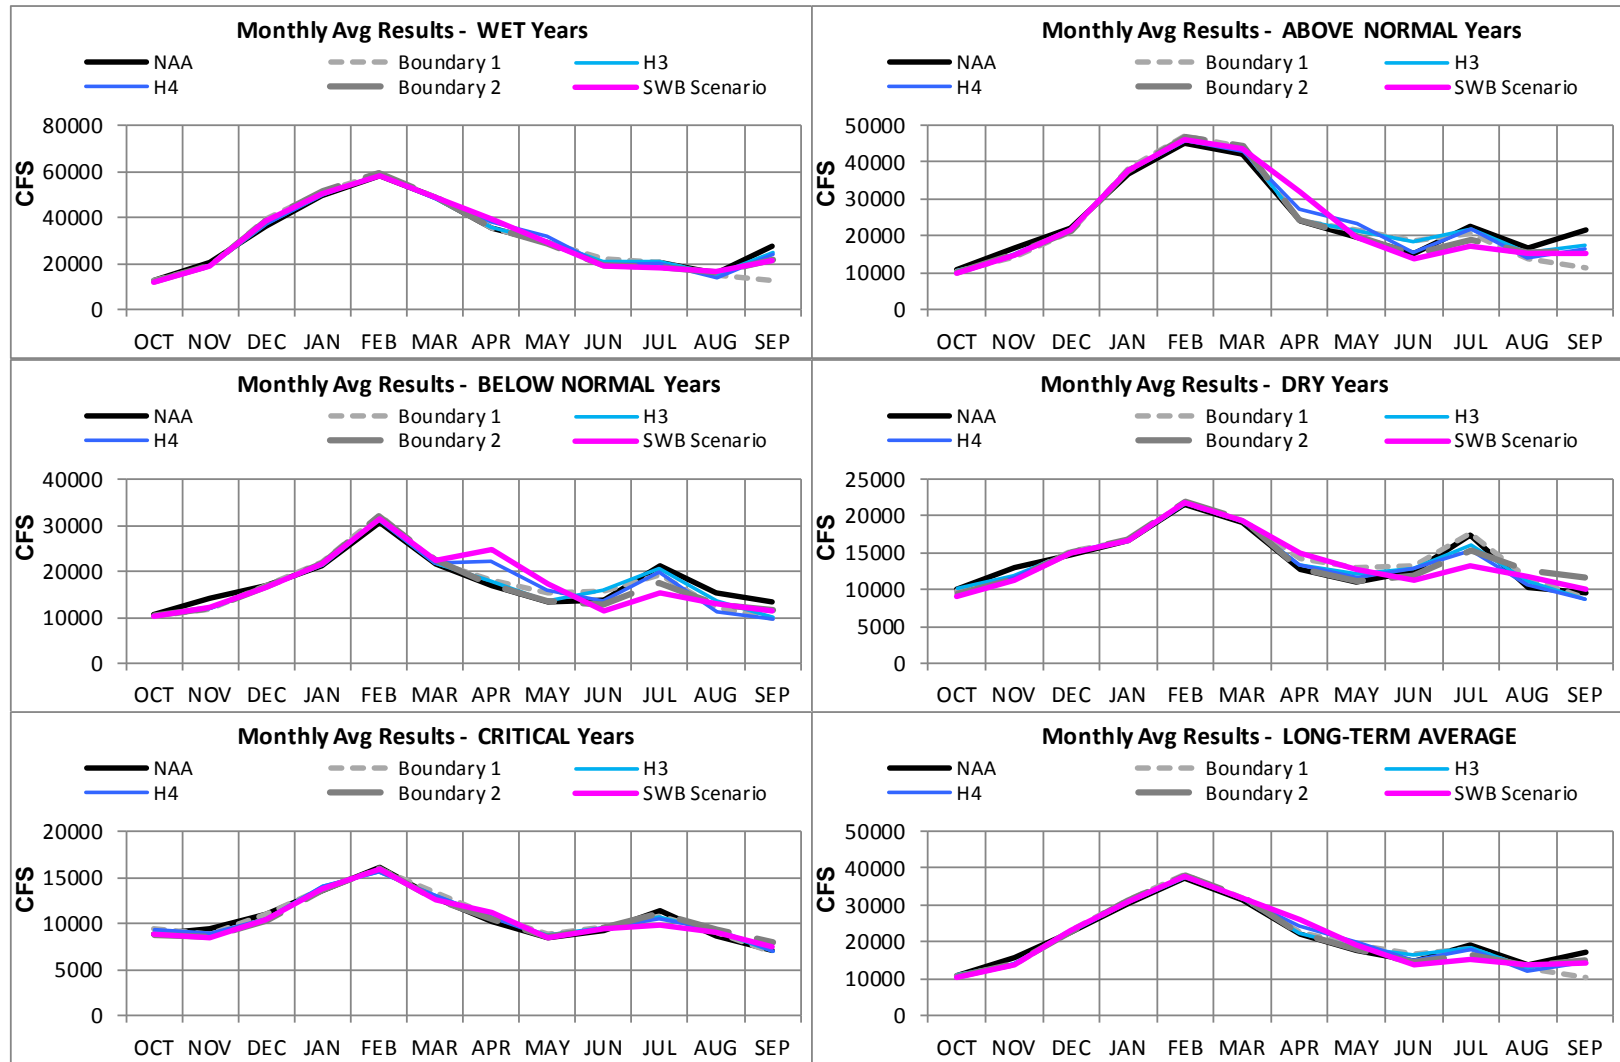 Monthly Avg Results - WET Years
NAA Boundary 1 H3
H4 Boundary 2 SWB Scenario
80000
60000
40000
20000
0
CFS
OCT NOV DEC JAN FEB MAR APR MAY JUN JUL AUG SEP
Monthly Avg Results - ABOVE NORMAL Years
NAA Boundary 1 H3
H4 Boundary 2 SWB Scenario
50000
40000
30000
20000
10000
0
CFS
OCT NOV DEC JAN FEB MAR APR MAY JUN JUL AUG SEP
Monthly Avg Results - BELOW NORMAL Years
NAA Boundary 1 H3
H4 Boundary 2 SWB Scenario
40000
30000
20000
10000
0
CFS
OCT NOV DEC JAN FEB MAR APR MAY JUN JUL AUG SEP
Monthly Avg Results - DRY Years
NAA Boundary 1 H3
H4 Boundary 2 SWB Scenario
25000
20000
15000
10000
5000
0
CFS
OCT NOV DEC JAN FEB MAR APR MAY JUN JUL AUG SEP
Monthly Avg Results - CRITICAL Years
NAA Boundary 1 H3
H4 Boundary 2 SWB Scenario
20000
15000
10000
5000
0
CFS
OCT NOV DEC JAN FEB MAR APR MAY JUN JUL AUG SEP
Monthly Avg Results - LONG-TERM AVERAGE
NAA Boundary 1 H3
H4 Boundary 2 SWB Scenario
50000
40000
30000
20000
10000
0
CFS
OCT NOV DEC JAN FEB MAR APR MAY JUN JUL AUG SEP